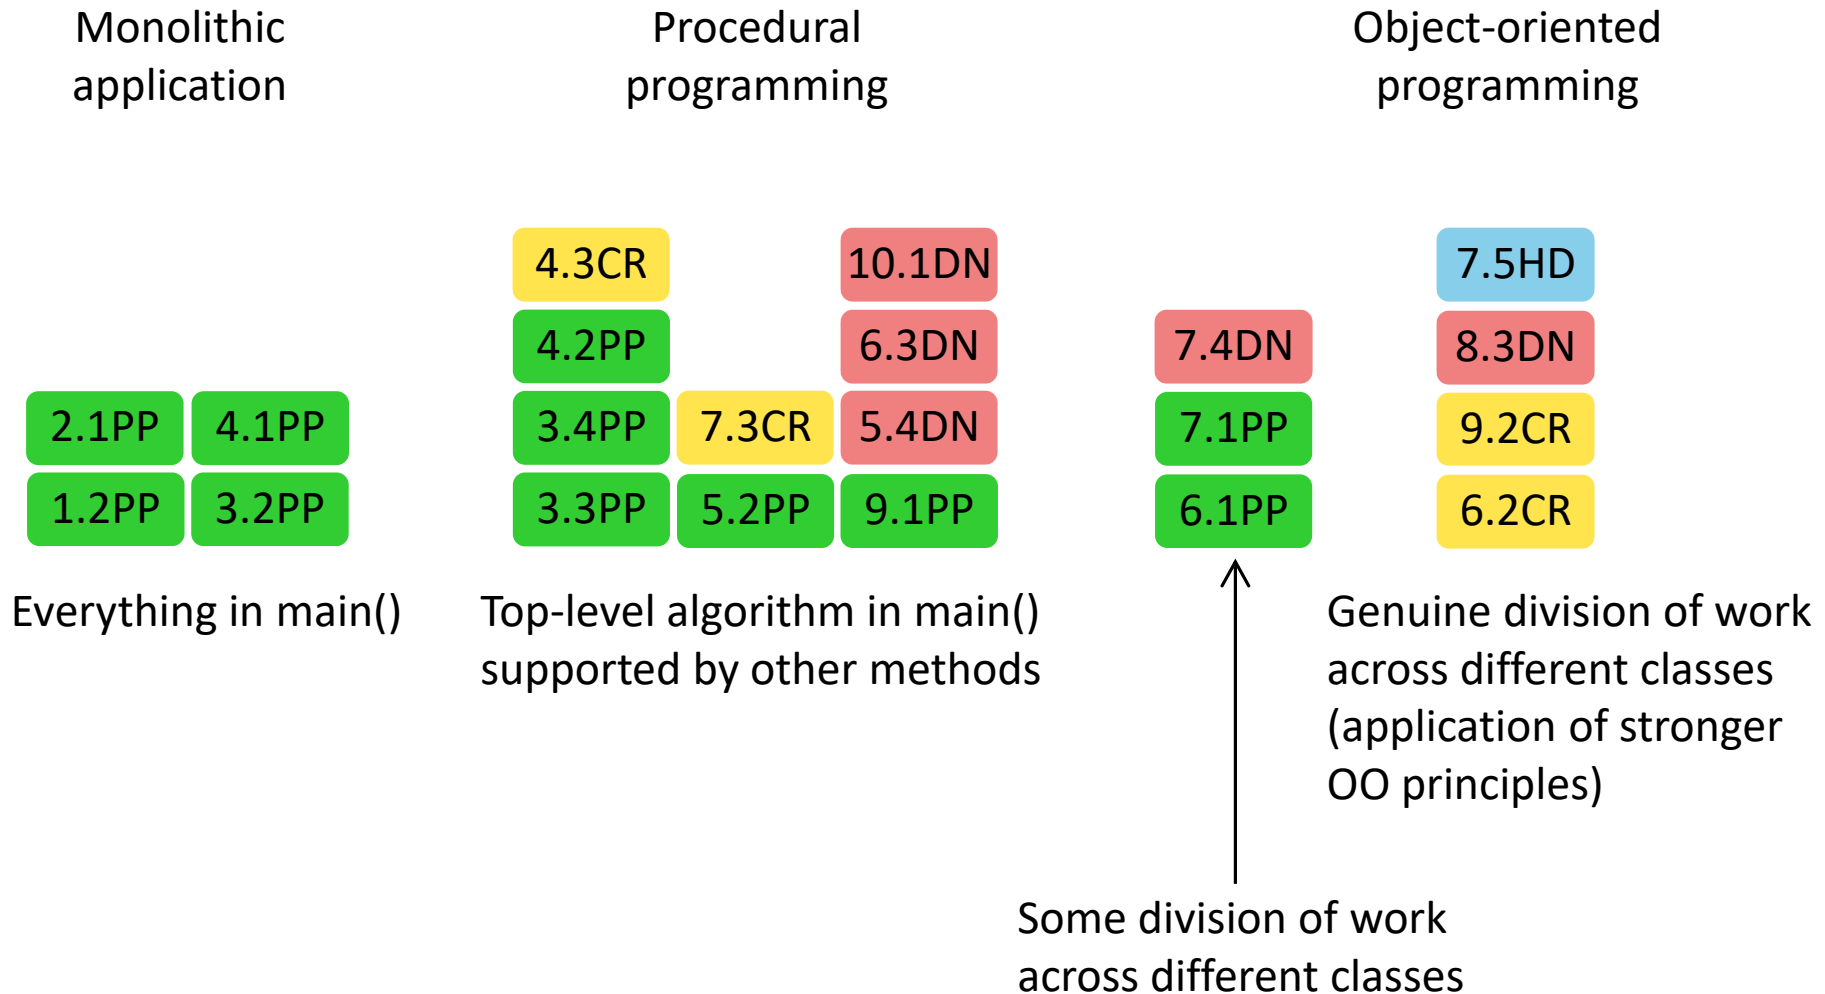 Monolithic
application
Procedural
programming
Object-oriented
programming
2.1PP 4.1PP
1.2PP 3.2PP
4.3CR 10.1DN
4.2PP 6.3DN
3.4PP 7.3CR 5.4DN
3.3PP 5.2PP 9.1PP
7.4DN
7.1PP
6.1PP
7.5HD
8.3DN
9.2CR
6.2CR
Everything in main()
Top-level algorithm in main()
supported by other methods
Genuine division of work
across different classes
(application of stronger
OO principles)
Some division of work
across different classes